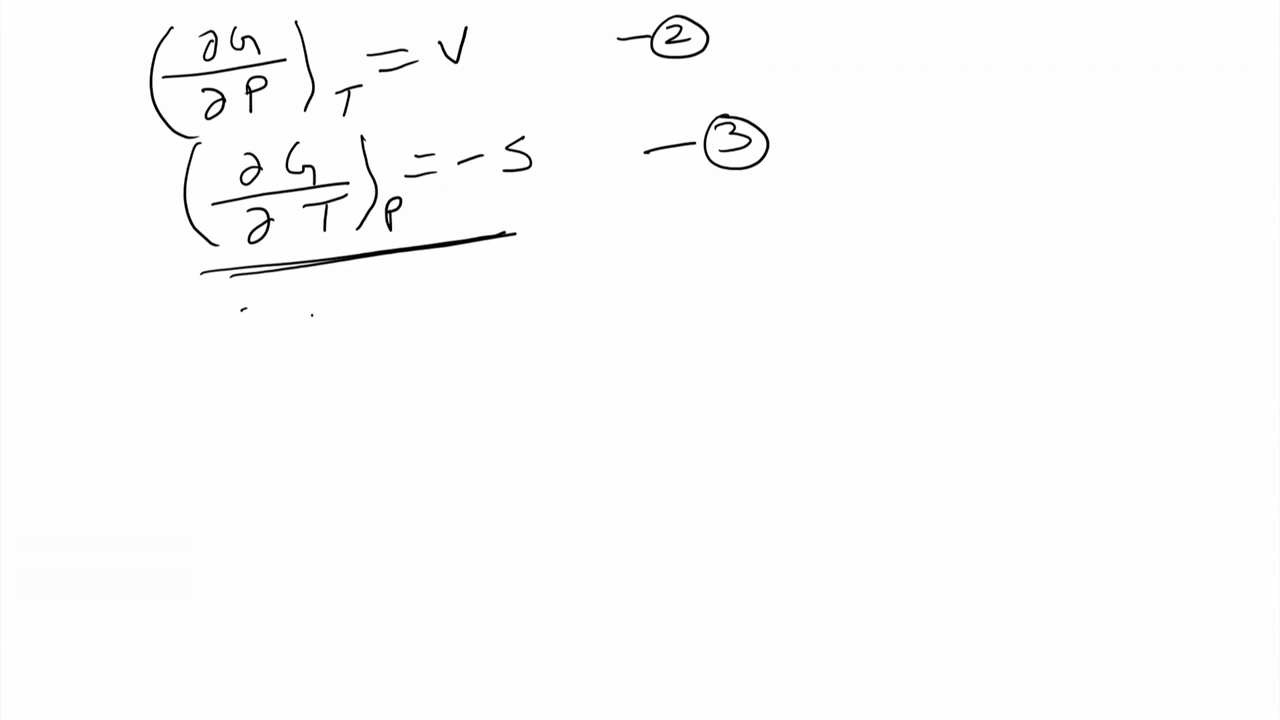 (∂G/∂P)_T = V -②
(∂G/∂T)_P = -S -③